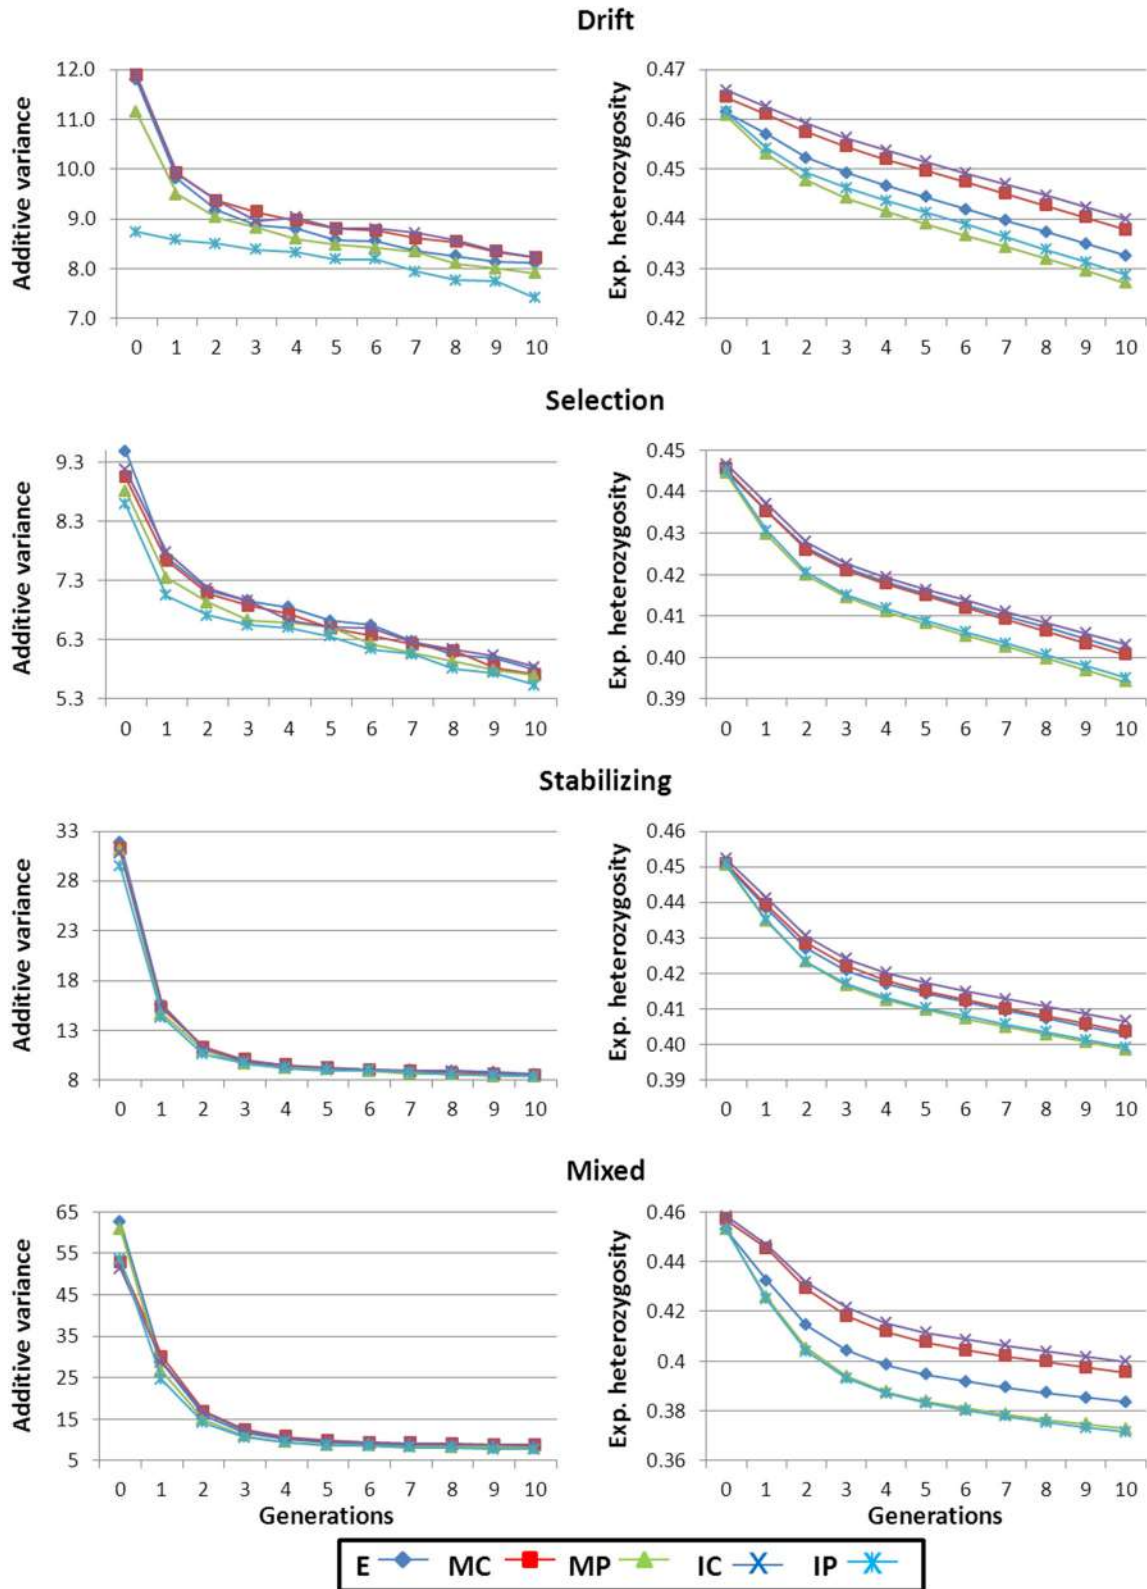 Drift
Additive variance
12.0
11.0
10.0
9.0
8.0
7.0
0 1 2 3 4 5 6 7 8 9 10
Exp. heterozygosity
0.47
0.46
0.45
0.44
0.43
0.42
0 1 2 3 4 5 6 7 8 9 10
Selection
Additive variance
9.3
8.3
7.3
6.3
5.3
0 1 2 3 4 5 6 7 8 9 10
Exp. heterozygosity
0.45
0.44
0.43
0.42
0.41
0.40
0.39
0 1 2 3 4 5 6 7 8 9 10
Stabilizing
Additive variance
33
28
23
18
13
8
0 1 2 3 4 5 6 7 8 9 10
Exp. heterozygosity
0.46
0.45
0.44
0.43
0.42
0.41
0.40
0.39
0 1 2 3 4 5 6 7 8 9 10
Mixed
Additive variance
65
55
45
35
25
15
5
0 1 2 3 4 5 6 7 8 9 10
Generations
Exp. heterozygosity
0.46
0.44
0.42
0.4
0.38
0.36
0 1 2 3 4 5 6 7 8 9 10
Generations
E MC MP IC IP